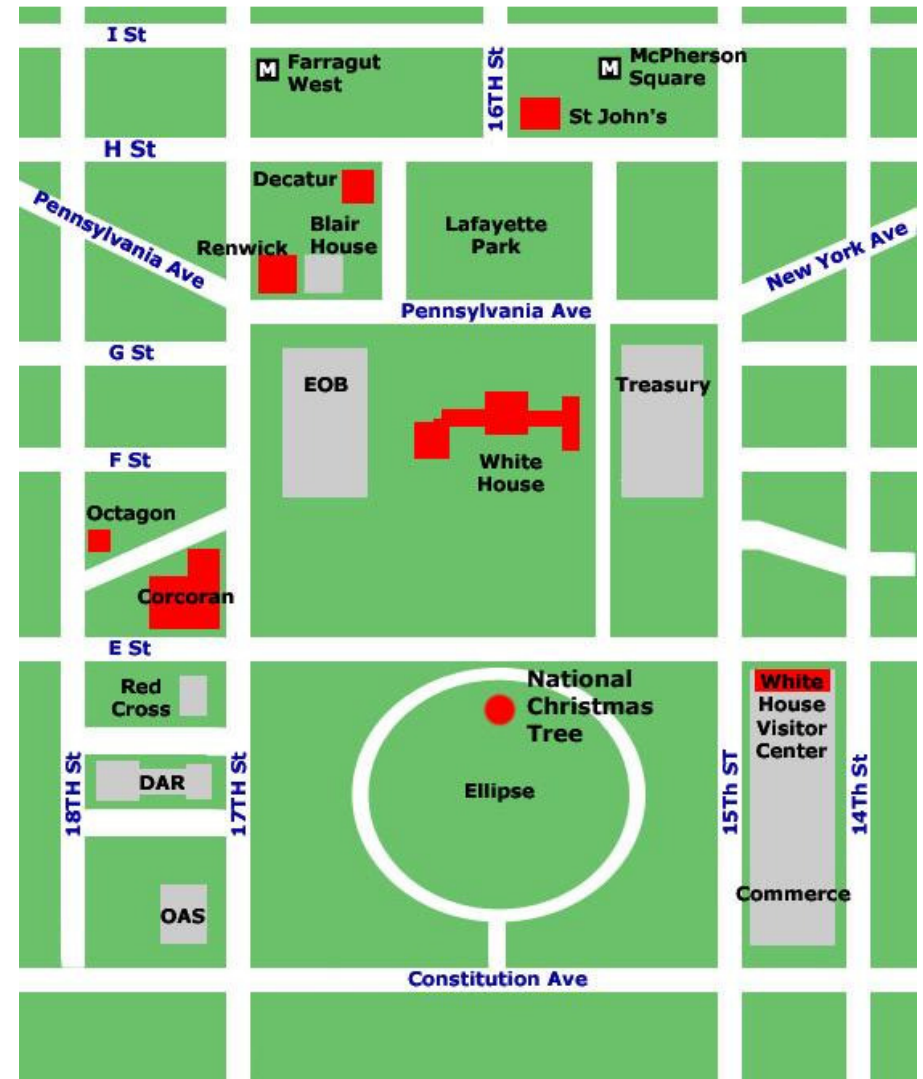 I St
M
Farragut
West
16TH St
M
McPherson
Square
St John's
H St
Decatur
Pennsylvania Ave
Blair
House
Renwick
Lafayette
Park
New York Ave
Pennsylvania Ave
G St
EOB
Treasury
White
House
F St
Octagon
Corcoran
E St
Red
Cross
National
Christmas
Tree
White
House
Visitor
Center
18TH St
DAR
17TH St
Ellipse
15Th ST
14Th St
Commerce
OAS
Constitution Ave